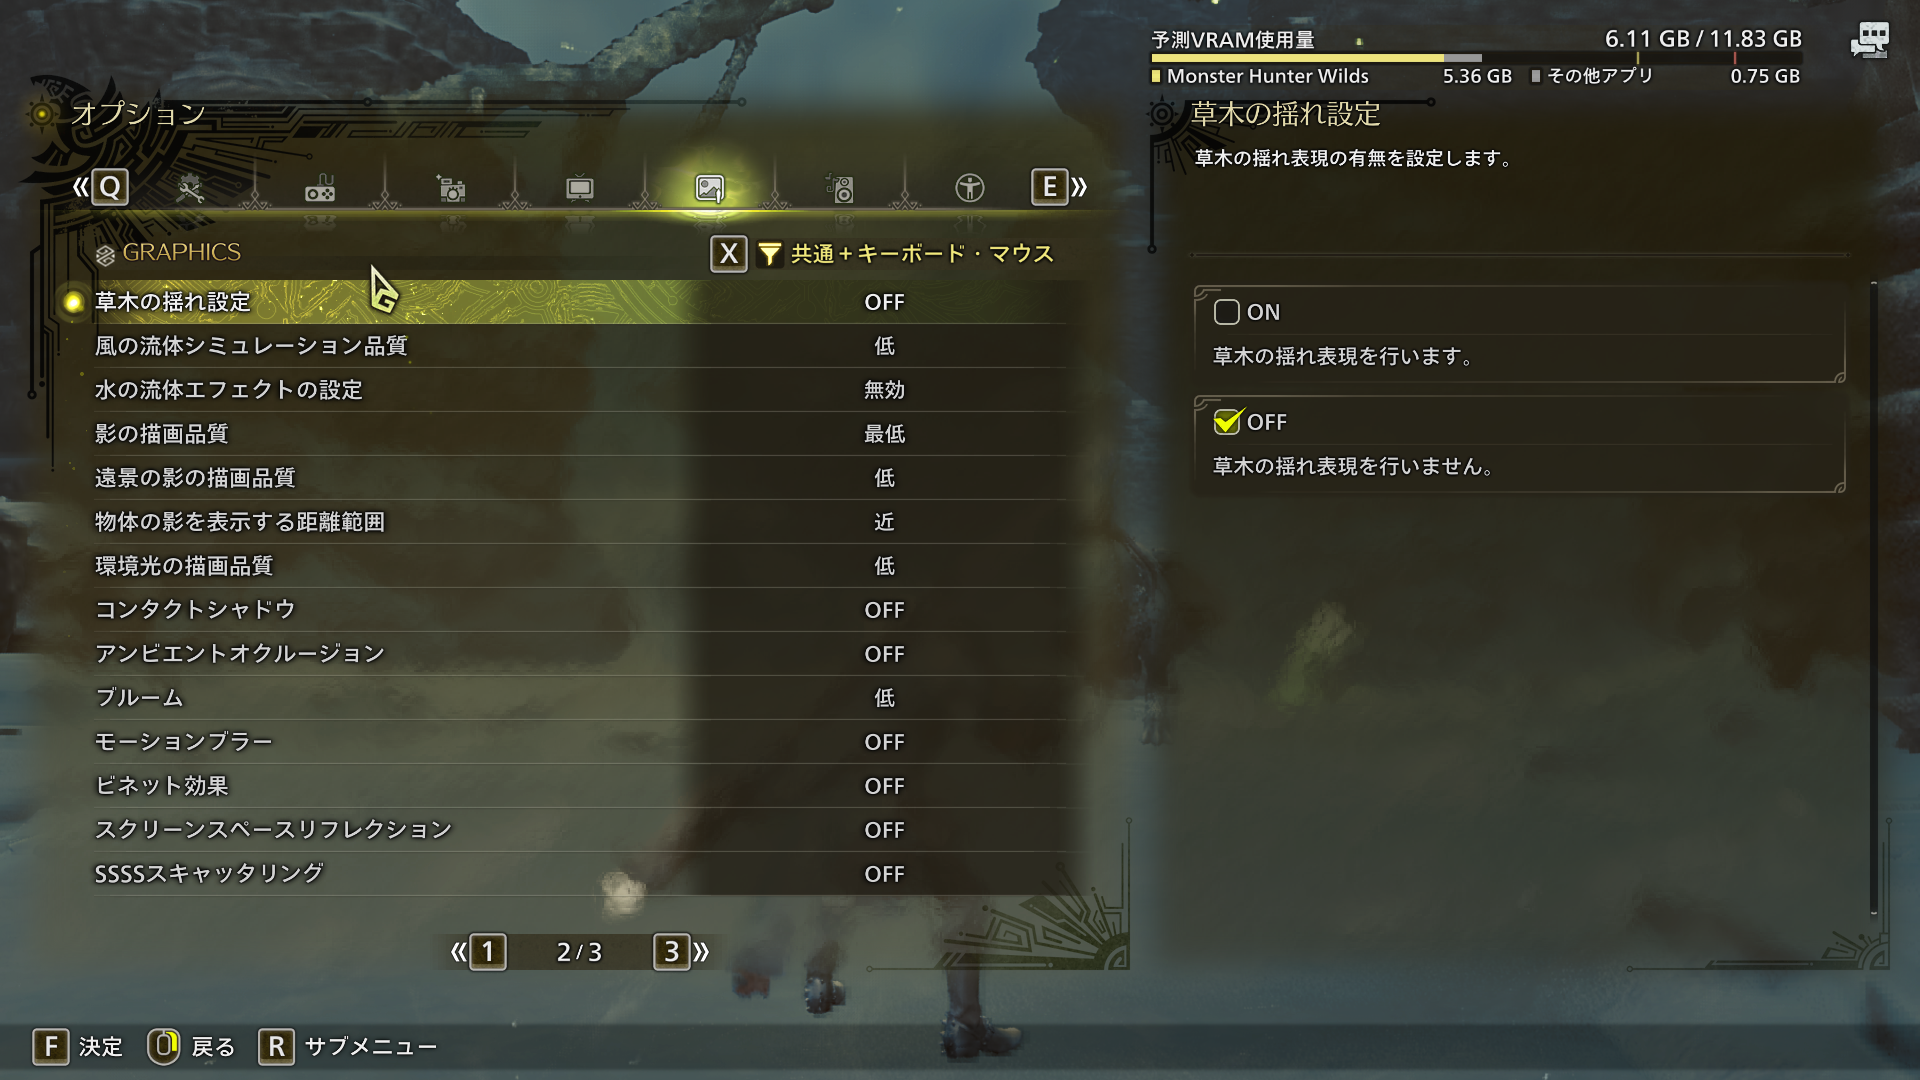 予測VRAM使用量 6.11 GB / 11.83 GB
Monster Hunter Wilds 5.36 GB その他アプリ 0.75 GB
オプション
Q E
GRAPHICS X 共通+キーボード・マウス
草木の揺れ設定 OFF
風の流体シミュレーション品質 低
水の流体エフェクトの設定 無効
影の描画品質 最低
遠景の影の描画品質 低
物体の影を表示する距離範囲 近
環境光の描画品質 低
コンタクトシャドウ OFF
アンビエントオクルージョン OFF
ブルーム 低
モーションブラー OFF
ビネット効果 OFF
スクリーンスペースリフレクション OFF
SSSSスキャッタリング OFF
1 2/3 3
草木の揺れ設定
草木の揺れ表現の有無を設定します。
ON
草木の揺れ表現を行います。
OFF
草木の揺れ表現を行いません。
F 決定 戻る R サブメニュー